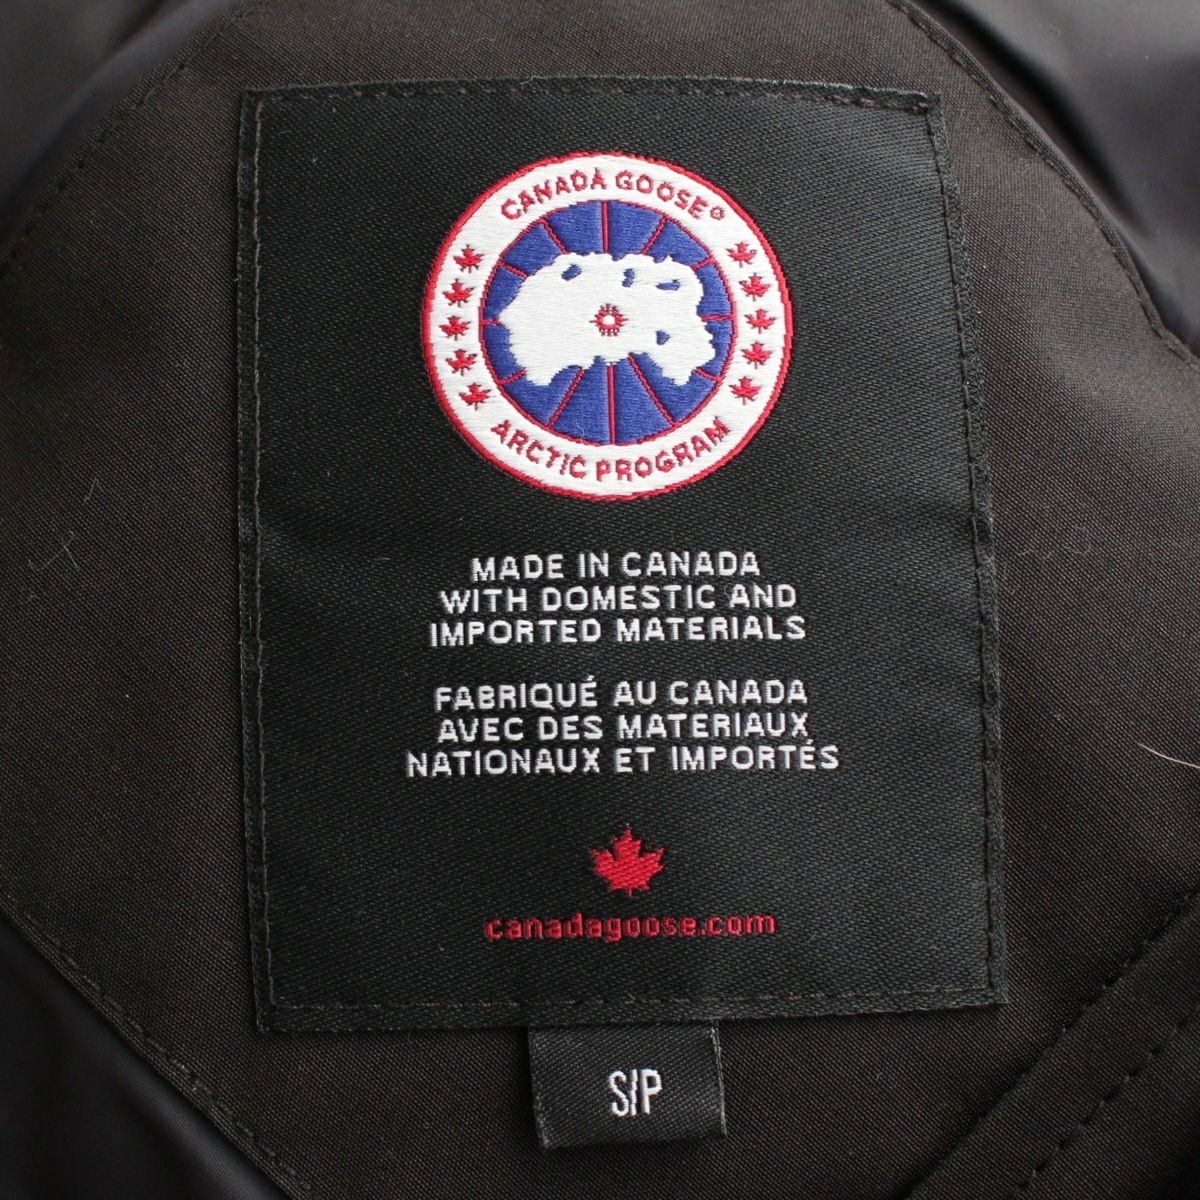 CANADA GOOSE®
ARCTIC PROGRAM
MADE IN CANADA
WITH DOMESTIC AND
IMPORTED MATERIALS
FABRIQUÉ AU CANADA
AVEC DES MATERIAUX
NATIONAUX ET IMPORTÉS
canadagoose.com
S/P